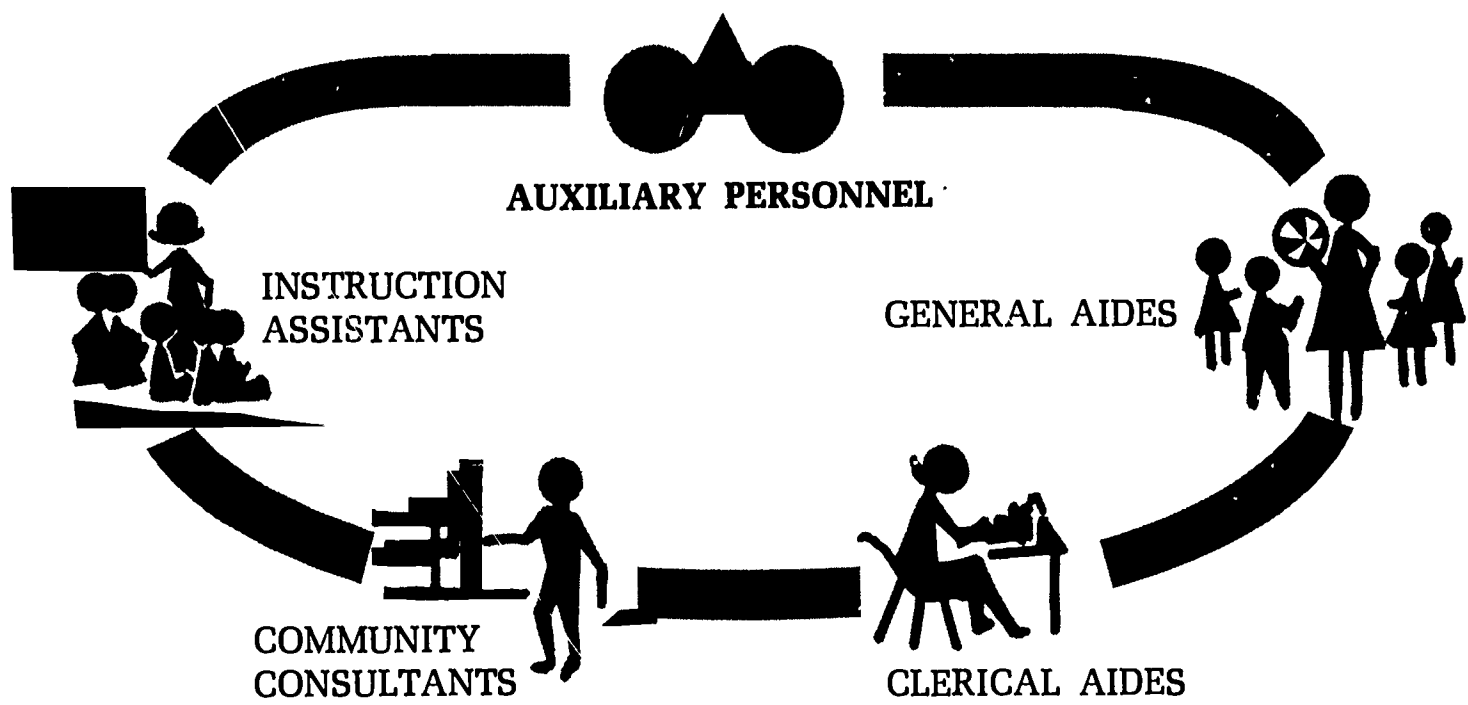 AUXILIARY PERSONNEL
INSTRUCTION
ASSISTANTS
GENERAL AIDES
COMMUNITY
CONSULTANTS
CLERICAL AIDES